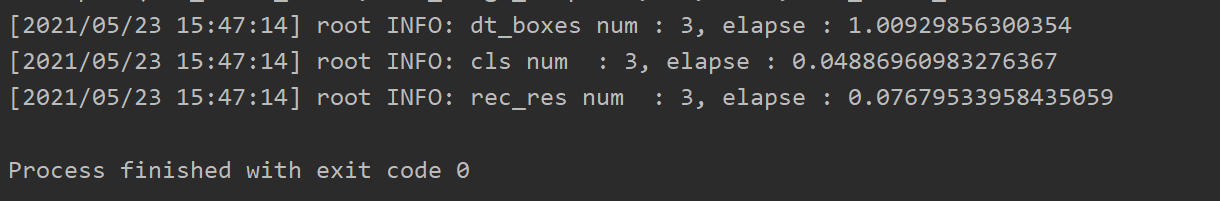 [2021/05/23 15:47:14] root INFO: dt_boxes num : 3, elapse : 1.00929856300354
[2021/05/23 15:47:14] root INFO: cls num  : 3, elapse : 0.04886960983276367
[2021/05/23 15:47:14] root INFO: rec_res num  : 3, elapse : 0.07679533958435059
Process finished with exit code 0